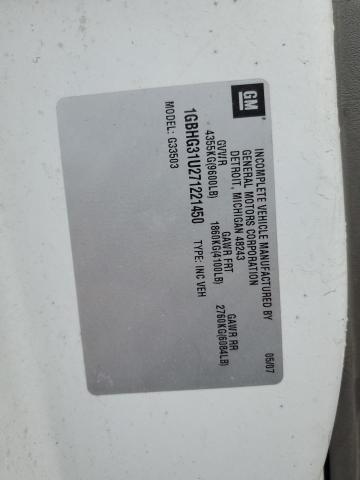 GM
INCOMPLETE VEHICLE MANUFACTURED BY
GENERAL MOTORS CORPORATION
DETROIT, MICHIGAN 48243 05/07
GVWR GAWR FRT GAWR RR
4355KG(9600LB) 1860KG(4100LB) 2760KG(6084LB)
1GBHG31U271221450 TYPE: INC VEH
MODEL: G33503